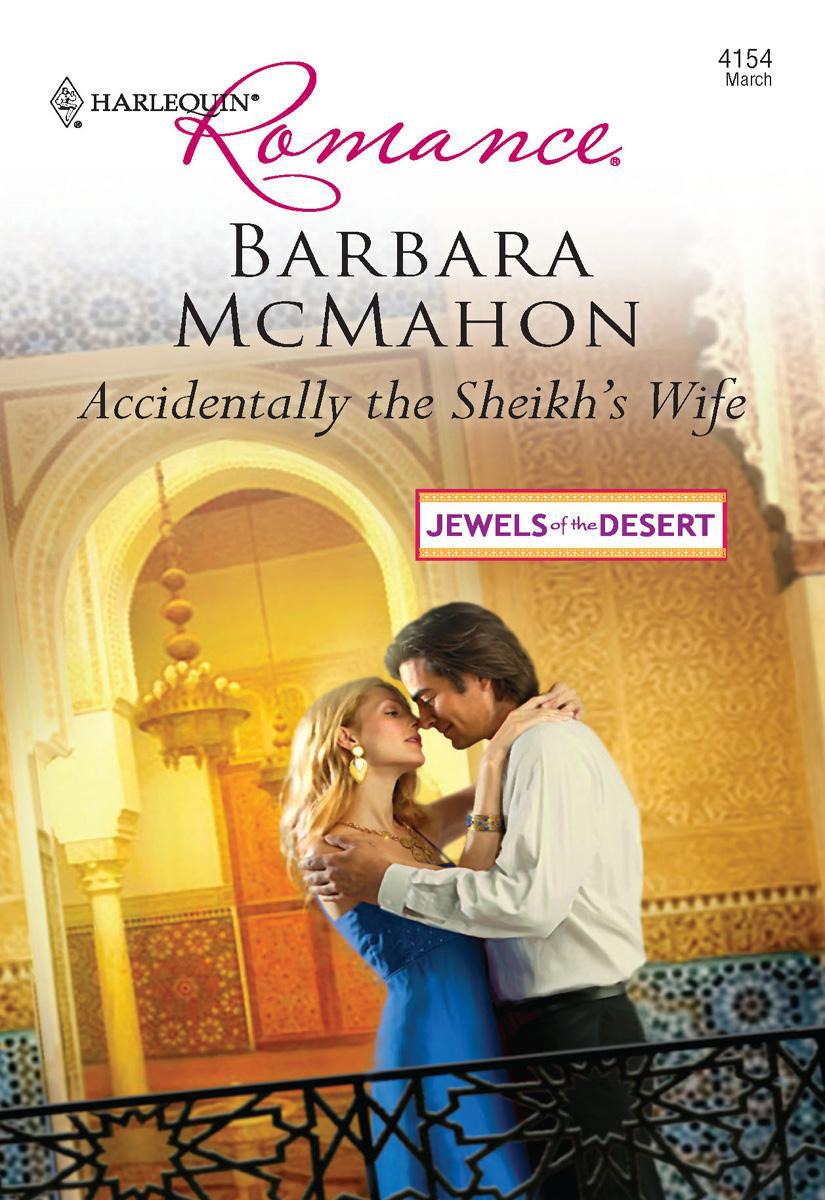 4154
March
HARLEQUIN®
Romance®
BARBARA
MCMAHON
Accidentally the Sheikh's Wife
JEWELS of the DESERT